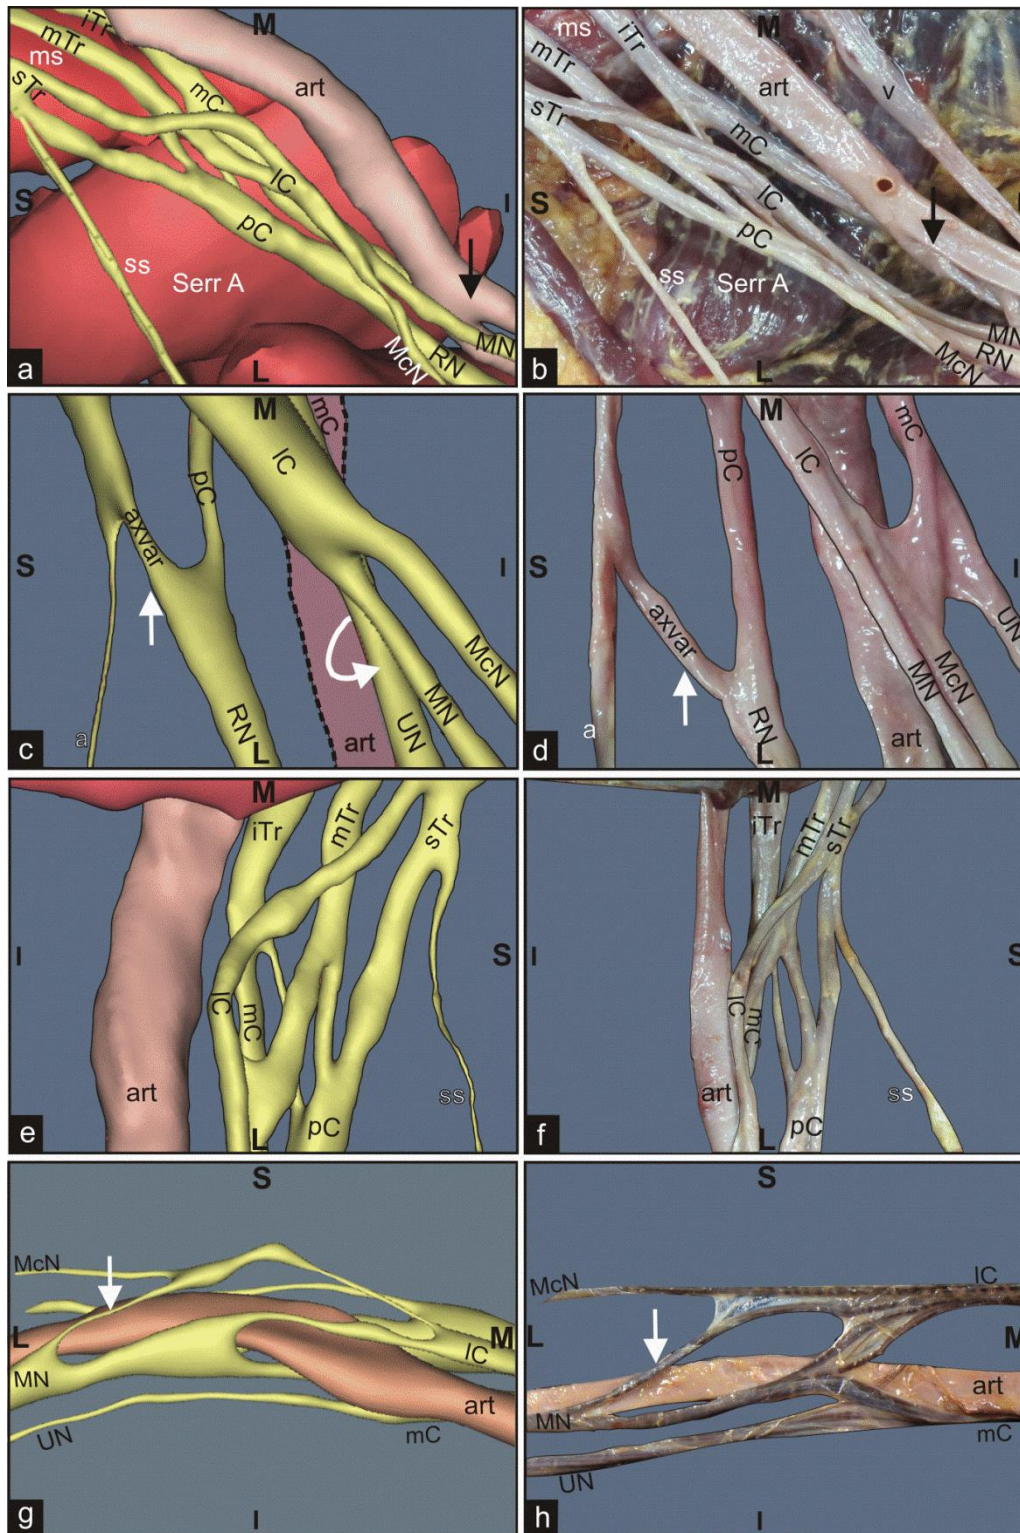 iTr M
mTr
ms art
sTr mC
lC
S I
pC
ss
Serr A
MN
RN
McN
a L
ms iTr M
mTr v
art
sTr mC
lC
S
pC
ss Serr A
MN
RN
McN
b L
M mC
lC
pC
axvar
S I
McN
MN
RN UN
a
c L art
M mC
lC
pC
S I
axvar
UN
McN
MN
RN
a
d L art
M
iTr mTr sTr
I S
lC mC
art ss
pC
e L
M
iTr mTr sTr
I S
lC
mC
art ss
pC
f L
S
McN
L M
lC
MN
art
UN mC
g I
S
McN lC
L M
art
MN mC
UN
h I